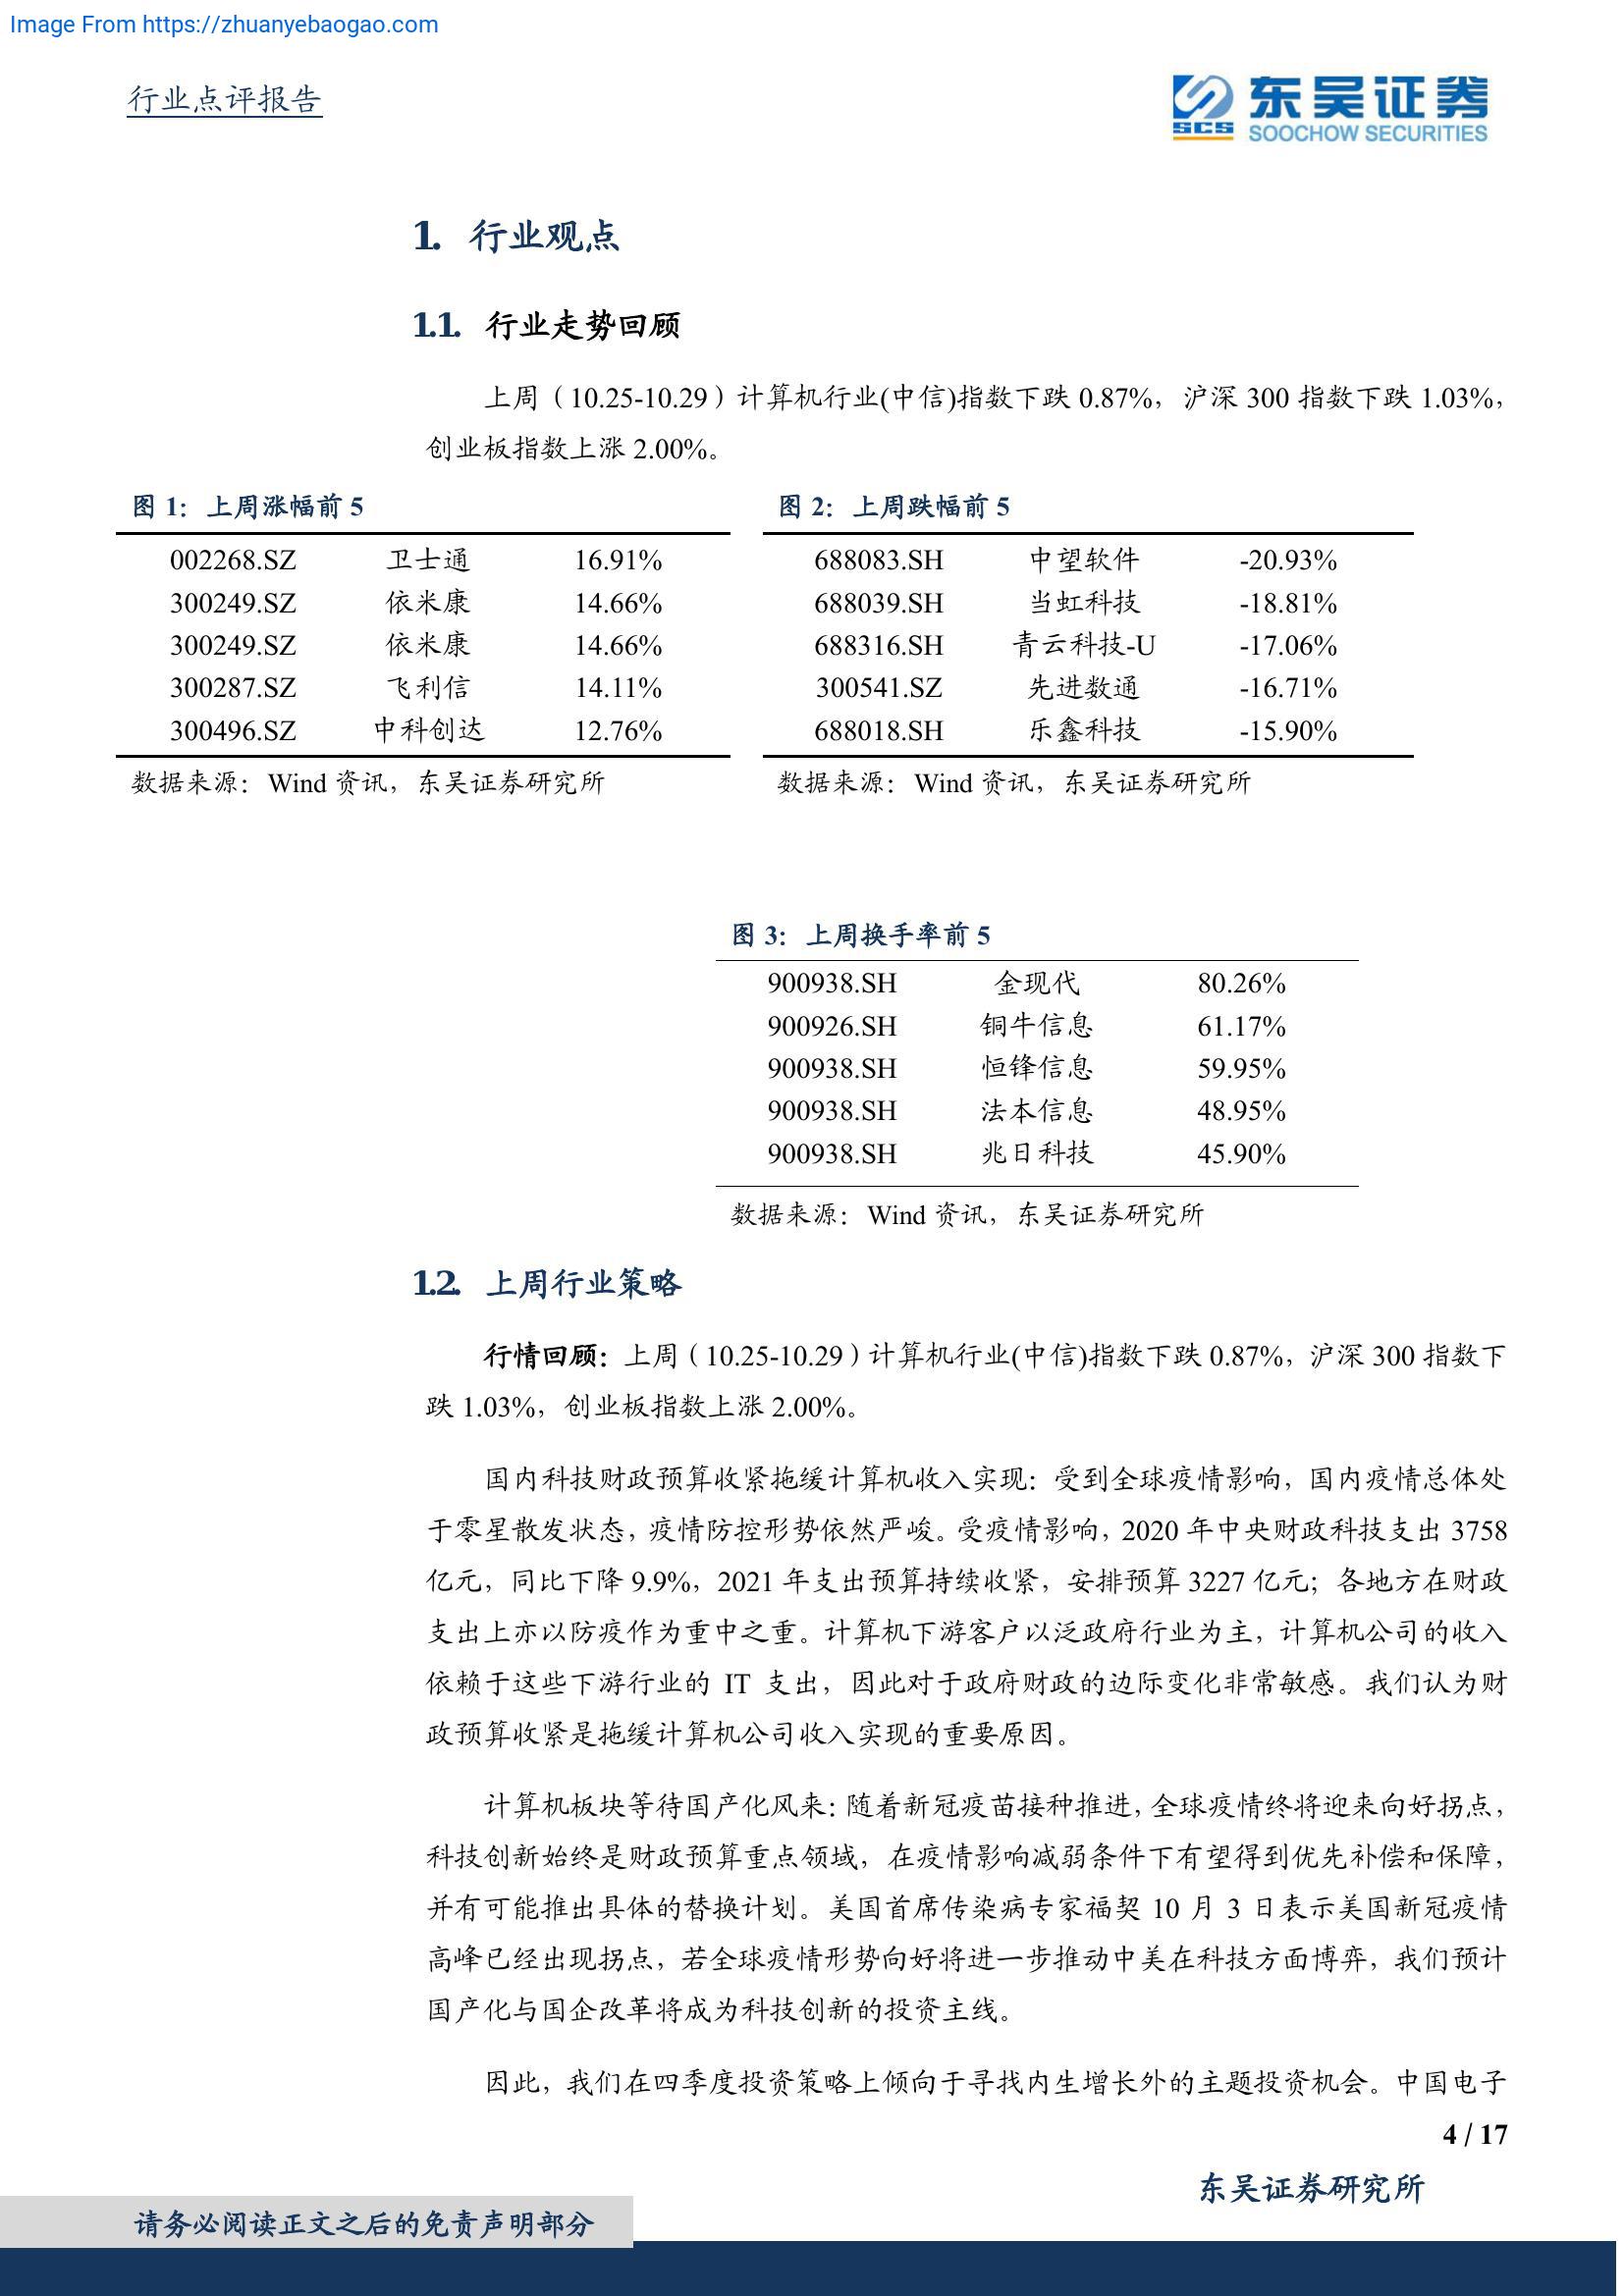 Image From https://zhuanyebaogao.com
行业点评报告
SCS 东吴证券
SOOCHOW SECURITIES
1. 行业观点
1.1. 行业走势回顾
上周（10.25-10.29）计算机行业(中信)指数下跌 0.87%，沪深 300 指数下跌 1.03%，
创业板指数上涨 2.00%。
图 1：上周涨幅前 5
002268.SZ 卫士通 16.91%
300249.SZ 依米康 14.66%
300249.SZ 依米康 14.66%
300287.SZ 飞利信 14.11%
300496.SZ 中科创达 12.76%
数据来源：Wind 资讯，东吴证券研究所
图 2：上周跌幅前 5
688083.SH 中望软件 -20.93%
688039.SH 当虹科技 -18.81%
688316.SH 青云科技-U -17.06%
300541.SZ 先进数通 -16.71%
688018.SH 乐鑫科技 -15.90%
数据来源：Wind 资讯，东吴证券研究所
图 3：上周换手率前 5
900938.SH 金现代 80.26%
900926.SH 铜牛信息 61.17%
900938.SH 恒锋信息 59.95%
900938.SH 法本信息 48.95%
900938.SH 兆日科技 45.90%
数据来源：Wind 资讯，东吴证券研究所
1.2. 上周行业策略
行情回顾：上周（10.25-10.29）计算机行业(中信)指数下跌 0.87%，沪深 300 指数下
跌 1.03%，创业板指数上涨 2.00%。
国内科技财政预算收紧拖缓计算机收入实现：受到全球疫情影响，国内疫情总体处
于零星散发状态，疫情防控形势依然严峻。受疫情影响，2020 年中央财政科技支出 3758
亿元，同比下降 9.9%，2021 年支出预算持续收紧，安排预算 3227 亿元；各地方在财政
支出上亦以防疫作为重中之重。计算机下游客户以泛政府行业为主，计算机公司的收入
依赖于这些下游行业的 IT 支出，因此对于政府财政的边际变化非常敏感。我们认为财
政预算收紧是拖缓计算机公司收入实现的重要原因。
计算机板块等待国产化风来：随着新冠疫苗接种推进，全球疫情终将迎来向好拐点，
科技创新始终是财政预算重点领域，在疫情影响减弱条件下有望得到优先补偿和保障，
并有可能推出具体的替换计划。美国首席传染病专家福契 10 月 3 日表示美国新冠疫情
高峰已经出现拐点，若全球疫情形势向好将进一步推动中美在科技方面博弈，我们预计
国产化与国企改革将成为科技创新的投资主线。
因此，我们在四季度投资策略上倾向于寻找内生增长外的主题投资机会。中国电子
4 / 17
东吴证券研究所
请务必阅读正文之后的免责声明部分